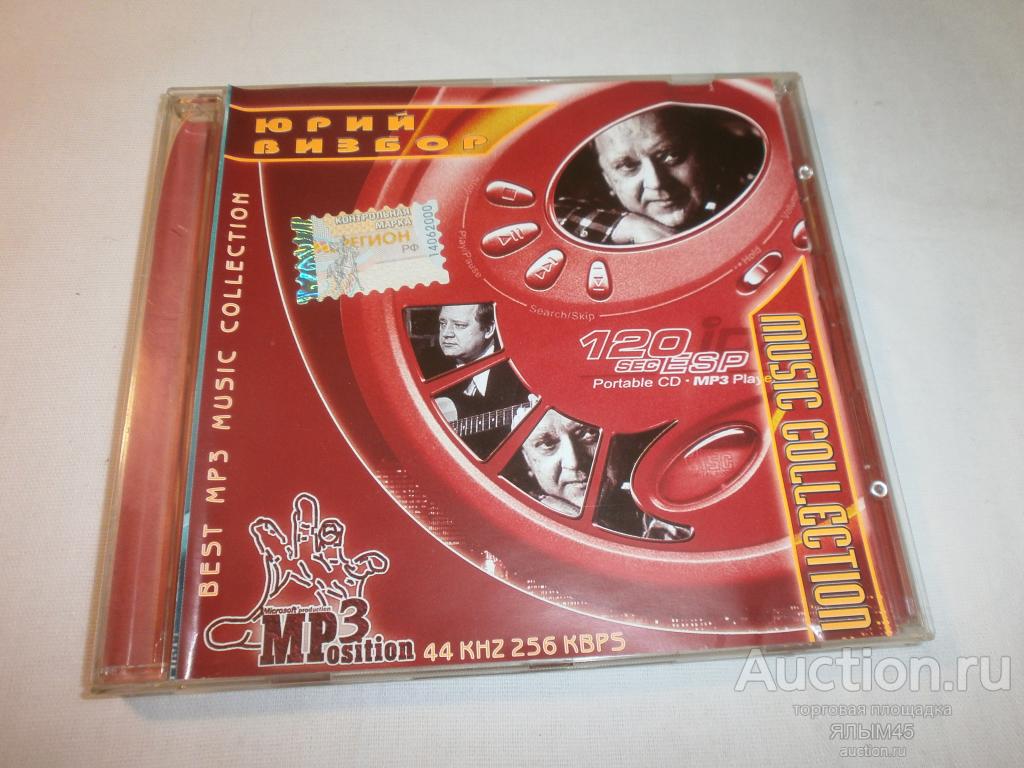 ЮРИЙ
ВИЗБОР
КОНТРОЛЬНАЯ
МАРКА
РЕГИОН
РФ
14062000
BEST MP3 MUSIC COLLECTION
Play/Pause
Search/Skip
Hold
120
SEC ESP
Portable CD · MP3 Playe
DISC
MUSIC COLLECTION
Microsoft production
MP3
osition
44 KHZ 256 KBPS
Auction.ru
торговая площадка
ЯЛЫМ45
auction.ru